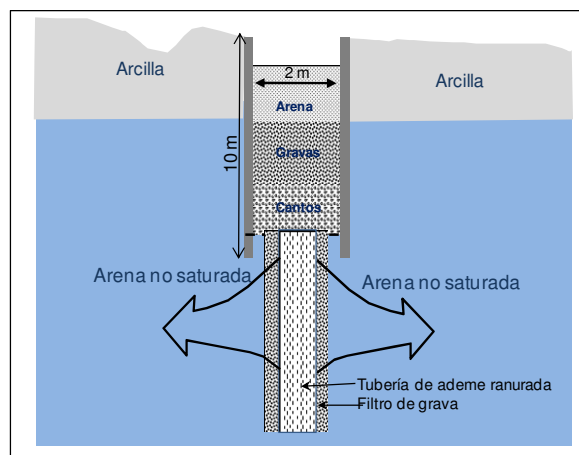 Arcilla
2 m
Arcilla
Arena
10 m
Gravas
Cantos
Arena no saturada
Arena no saturada
Tubería de ademe ranurada
Filtro de grava